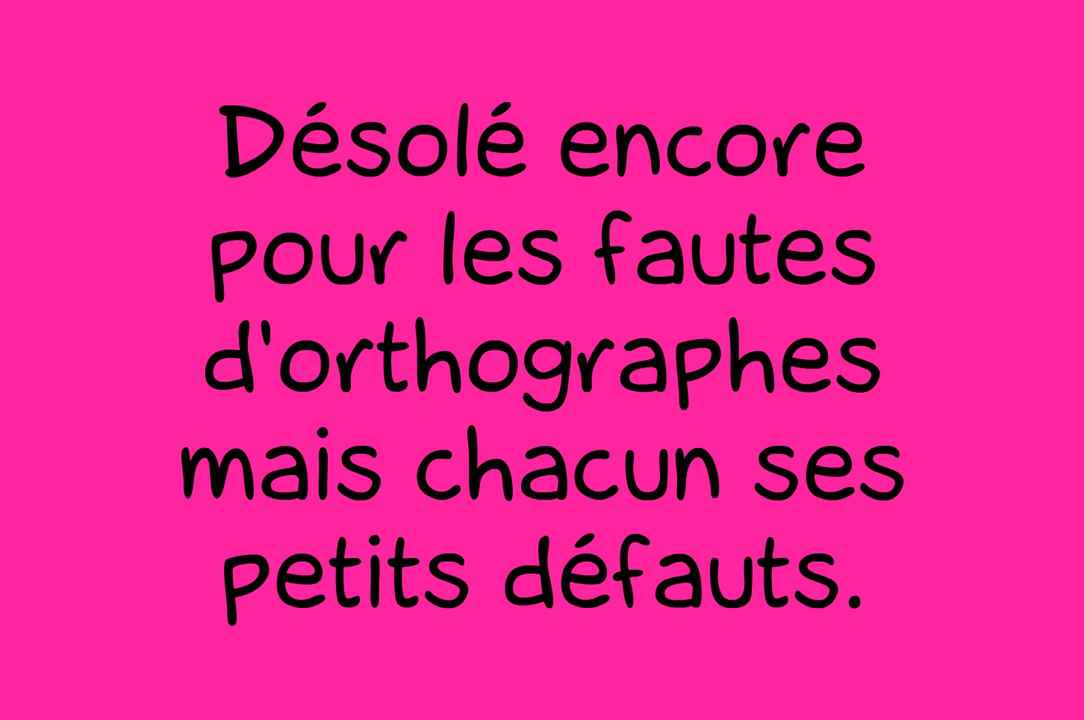 Désolé encore
pour les fautes
d'orthographes
mais chacun ses
petits défauts.